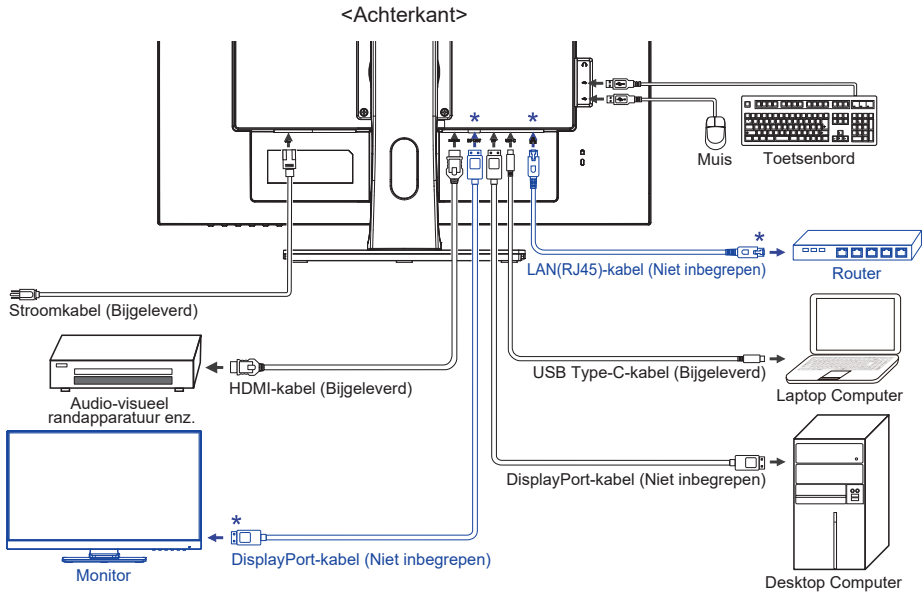 <Achterkant>
*
*
Muis
Toetsenbord
*
LAN(RJ45)-kabel (Niet inbegrepen)
Router
Stroomkabel (Bijgeleverd)
HDMI-kabel (Bijgeleverd)
USB Type-C-kabel (Bijgeleverd)
Laptop Computer
Audio-visueel
randapparatuur enz.
DisplayPort-kabel (Niet inbegrepen)
*
DisplayPort-kabel (Niet inbegrepen)
Monitor
Desktop Computer